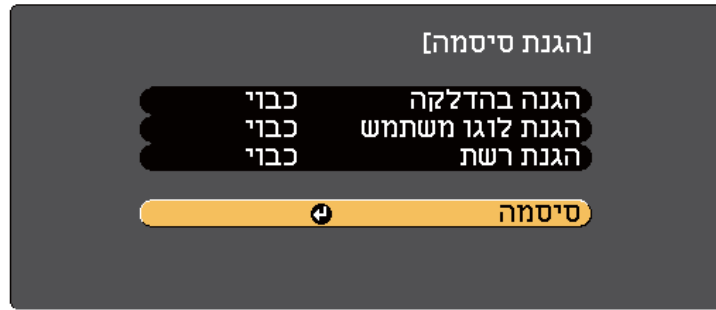 [הגנת סיסמה]
הגנה בהדלקה כבוי
הגנת לוגו משתמש כבוי
הגנת רשת כבוי
סיסמה